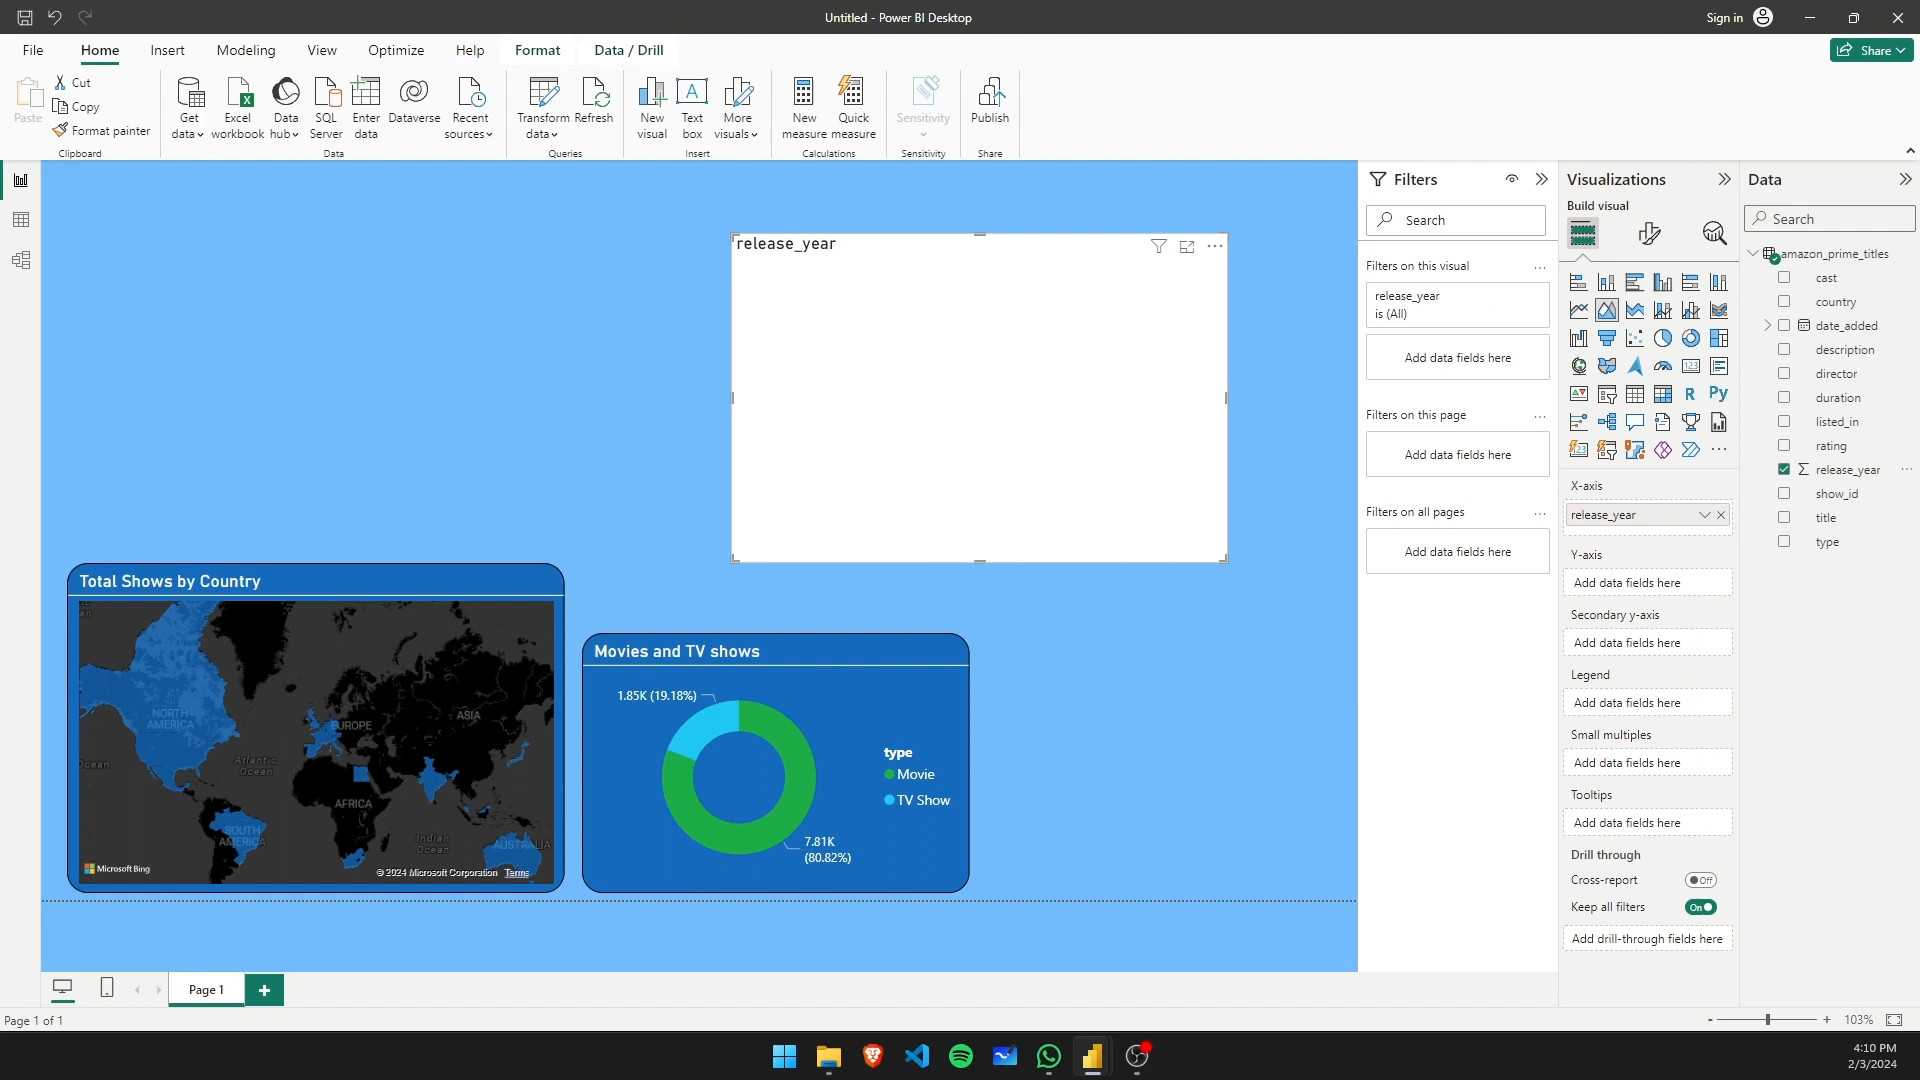 Untitled - Power BI Desktop
Sign in
File
Home
Insert
Modeling
View
Optimize
Help
Format
Data / Drill
Share
Paste
Cut
Copy
Format painter
Clipboard
Get data
Excel workbook
Data hub
SQL Server
Enter data
Dataverse
Recent sources
Data
Transform data
Refresh
Queries
New visual
Text box
More visuals
Insert
New measure
Quick measure
Calculations
Sensitivity
Sensitivity
Publish
Share
release_year
Total Shows by Country
NORTH AMERICA
EUROPE
ASIA
Atlantic Ocean
AFRICA
SOUTH AMERICA
Indian Ocean
AUSTRALIA
Ocean
Microsoft Bing
© 2024 Microsoft Corporation Terms
Movies and TV shows
1.85K (19.18%)
7.81K
(80.82%)
type
Movie
TV Show
Filters
Search
Filters on this visual
release_year
is (All)
Add data fields here
Filters on this page
Add data fields here
Filters on all pages
Add data fields here
Visualizations
Build visual
123
R
Py
123
X-axis
release_year
Y-axis
Add data fields here
Secondary y-axis
Add data fields here
Legend
Add data fields here
Small multiples
Add data fields here
Tooltips
Add data fields here
Drill through
Cross-report
Off
Keep all filters
On
Add drill-through fields here
Data
Search
amazon_prime_titles
cast
country
date_added
description
director
duration
listed_in
rating
release_year
show_id
title
type
Page 1
Page 1 of 1
103%
4:10 PM
2/3/2024